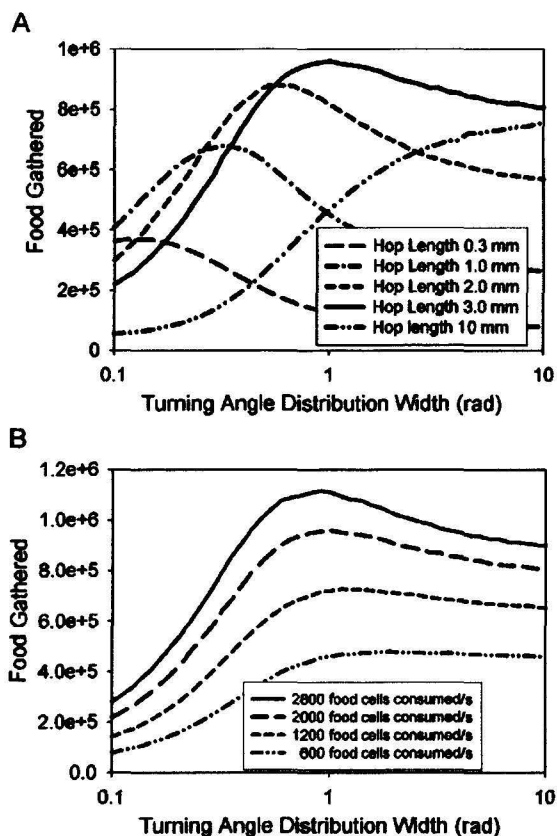 A
1e+6
8e+5
6e+5
4e+5
2e+5
0
Food Gathered
Hop Length 0.3 mm
Hop Length 1.0 mm
Hop Length 2.0 mm
Hop Length 3.0 mm
Hop length 10 mm
0.1 1 10
Turning Angle Distribution Width (rad)
B
1.2e+6
1.0e+6
8.0e+5
6.0e+5
4.0e+5
2.0e+5
0.0
Food Gathered
2800 food cells consumed/s
2000 food cells consumed/s
1200 food cells consumed/s
600 food cells consumed/s
0.1 1 10
Turning Angle Distribution Width (rad)